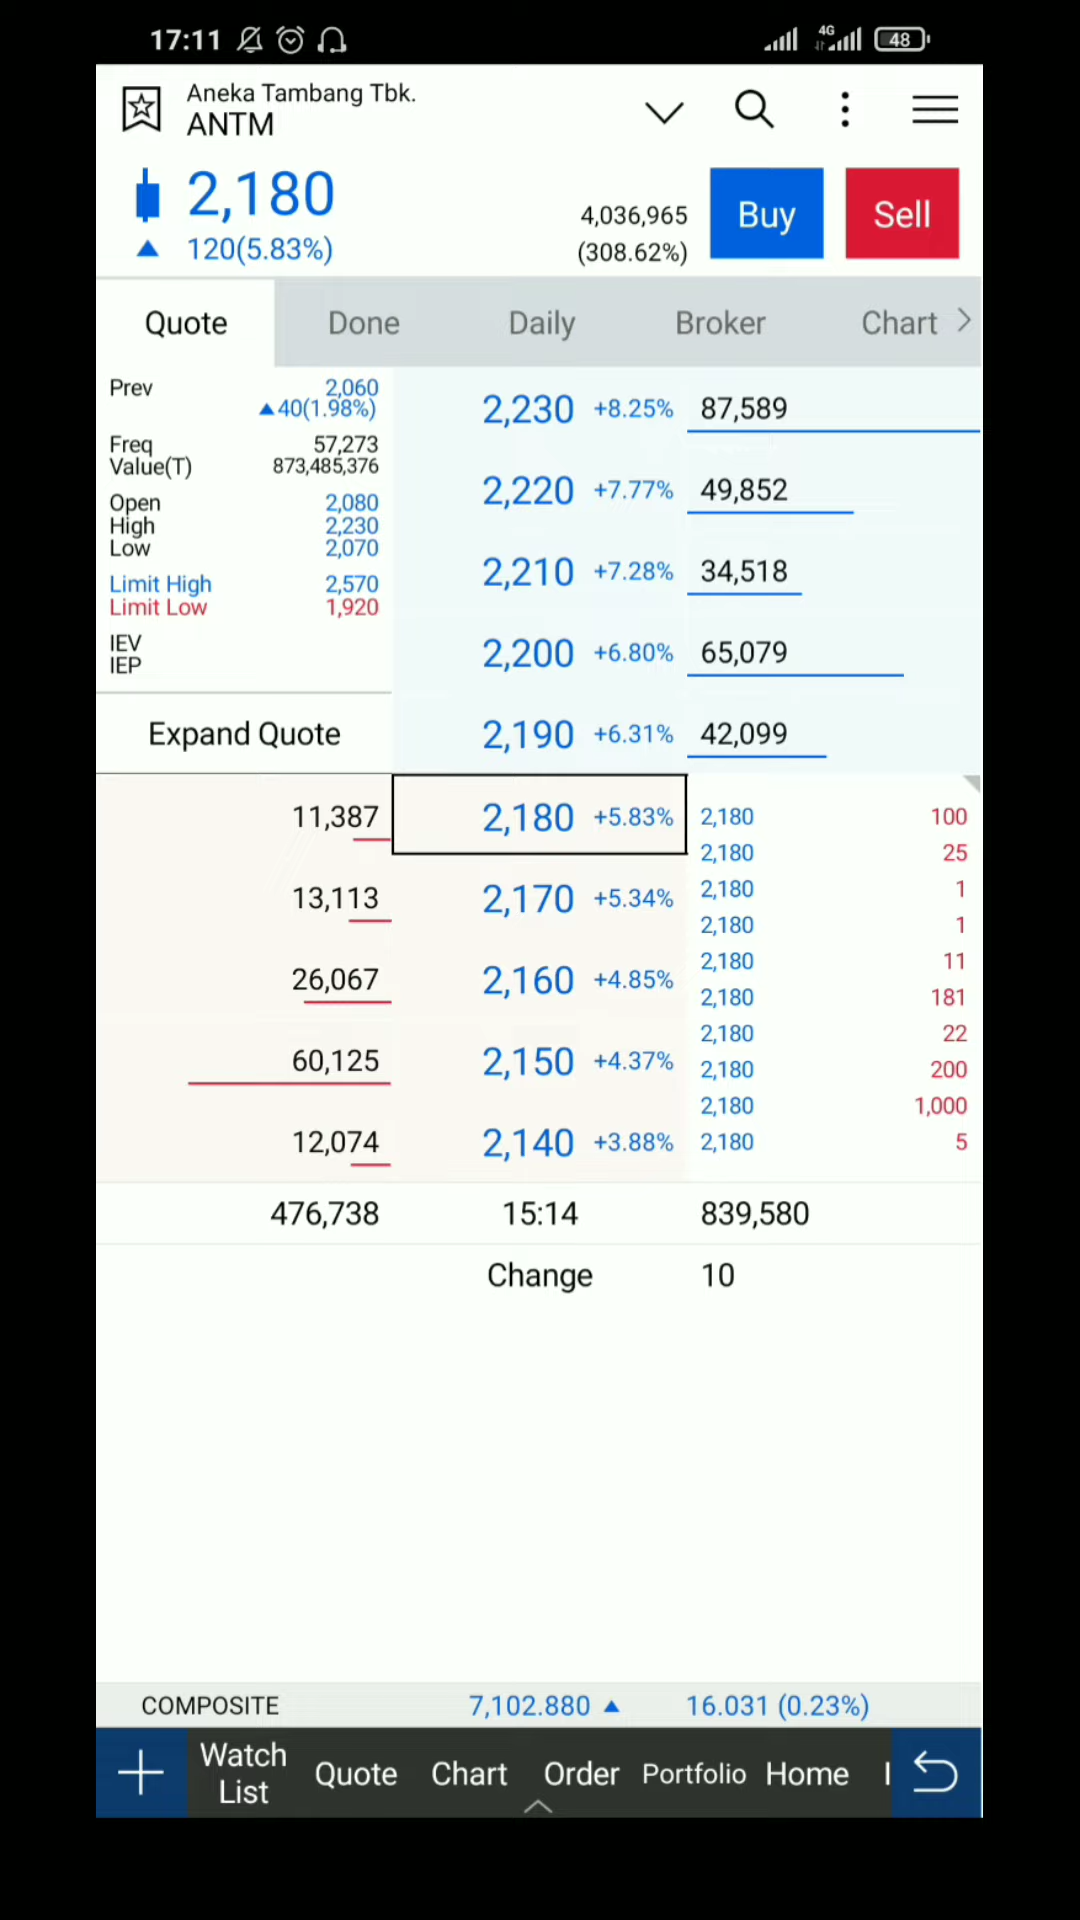 17:11
4G
48
Aneka Tambang Tbk.
ANTM
2,180
▲ 120(5.83%)
4,036,965
(308.62%)
Buy
Sell
Quote Done Daily Broker Chart >
Prev 2,060
▲40(1.98%)
Freq 57,273
Value(T) 873,485,376
Open 2,080
High 2,230
Low 2,070
Limit High 2,570
Limit Low 1,920
IEV
IEP
Expand Quote
2,230 +8.25% 87,589
2,220 +7.77% 49,852
2,210 +7.28% 34,518
2,200 +6.80% 65,079
2,190 +6.31% 42,099
11,387 2,180 +5.83%
13,113 2,170 +5.34%
26,067 2,160 +4.85%
60,125 2,150 +4.37%
12,074 2,140 +3.88%
2,180 100
2,180 25
2,180 1
2,180 1
2,180 11
2,180 181
2,180 22
2,180 200
2,180 1,000
2,180 5
476,738 15:14 839,580
Change 10
COMPOSITE 7,102.880 ▲ 16.031 (0.23%)
Watch List
Quote Chart Order Portfolio Home